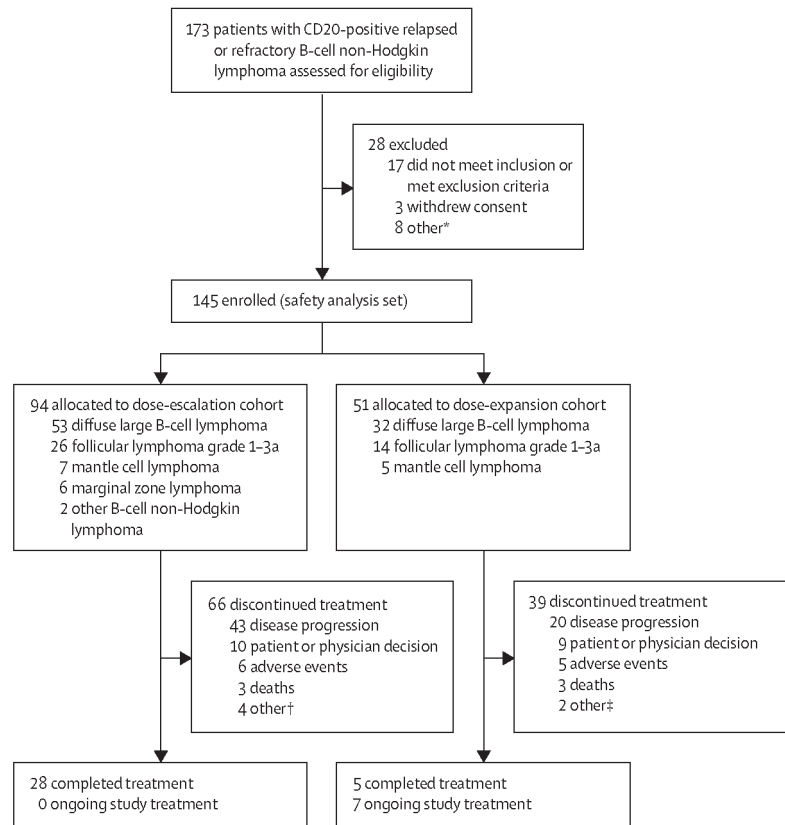 173 patients with CD20-positive relapsed
or refractory B-cell non-Hodgkin
lymphoma assessed for eligibility
28 excluded
17 did not meet inclusion or
met exclusion criteria
3 withdrew consent
8 other*
145 enrolled (safety analysis set)
94 allocated to dose-escalation cohort
53 diffuse large B-cell lymphoma
26 follicular lymphoma grade 1–3a
7 mantle cell lymphoma
6 marginal zone lymphoma
2 other B-cell non-Hodgkin
lymphoma
51 allocated to dose-expansion cohort
32 diffuse large B-cell lymphoma
14 follicular lymphoma grade 1–3a
5 mantle cell lymphoma
66 discontinued treatment
43 disease progression
10 patient or physician decision
6 adverse events
3 deaths
4 other†
39 discontinued treatment
20 disease progression
9 patient or physician decision
5 adverse events
3 deaths
2 other‡
28 completed treatment
0 ongoing study treatment
5 completed treatment
7 ongoing study treatment